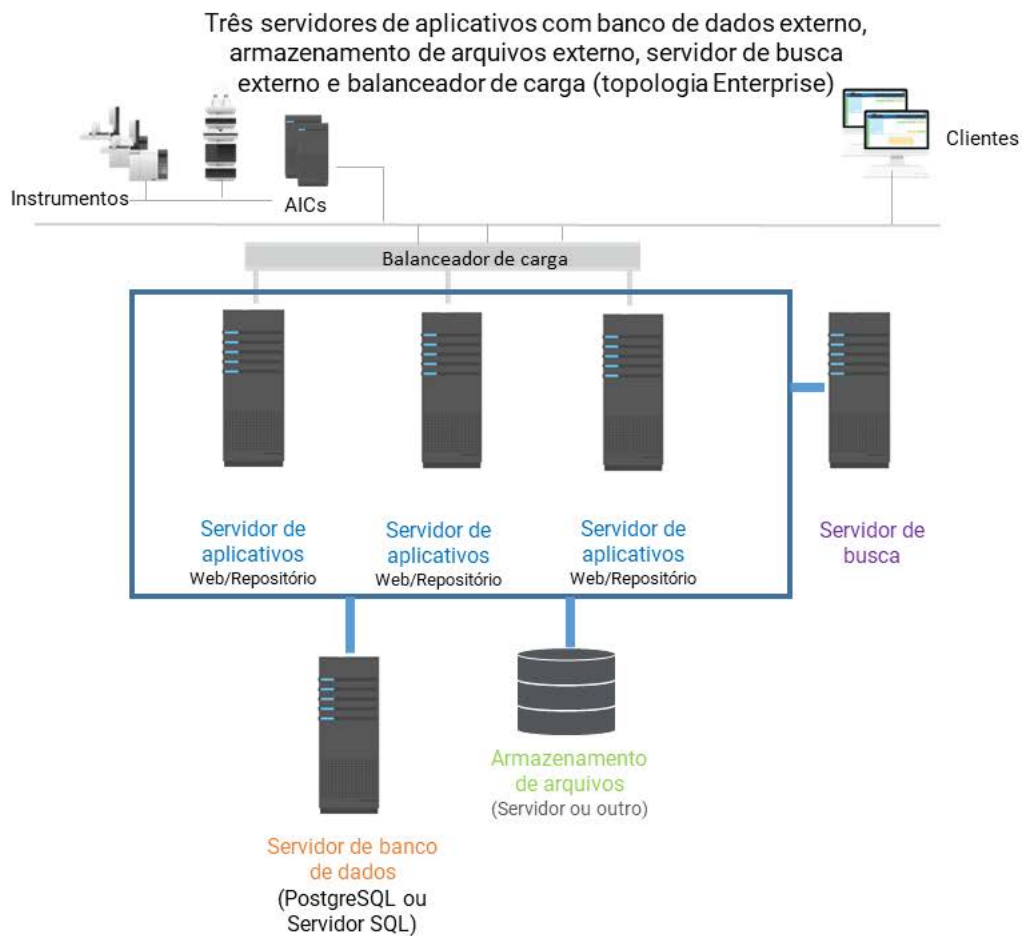 Três servidores de aplicativos com banco de dados externo,
armazenamento de arquivos externo, servidor de busca
externo e balanceador de carga (topologia Enterprise)
Clientes
Instrumentos
AICs
Balanceador de carga
Servidor de
aplicativos
Web/Repositório
Servidor de
aplicativos
Web/Repositório
Servidor de
aplicativos
Web/Repositório
Servidor de
busca
Armazenamento
de arquivos
(Servidor ou outro)
Servidor de banco
de dados
(PostgreSQL ou
Servidor SQL)